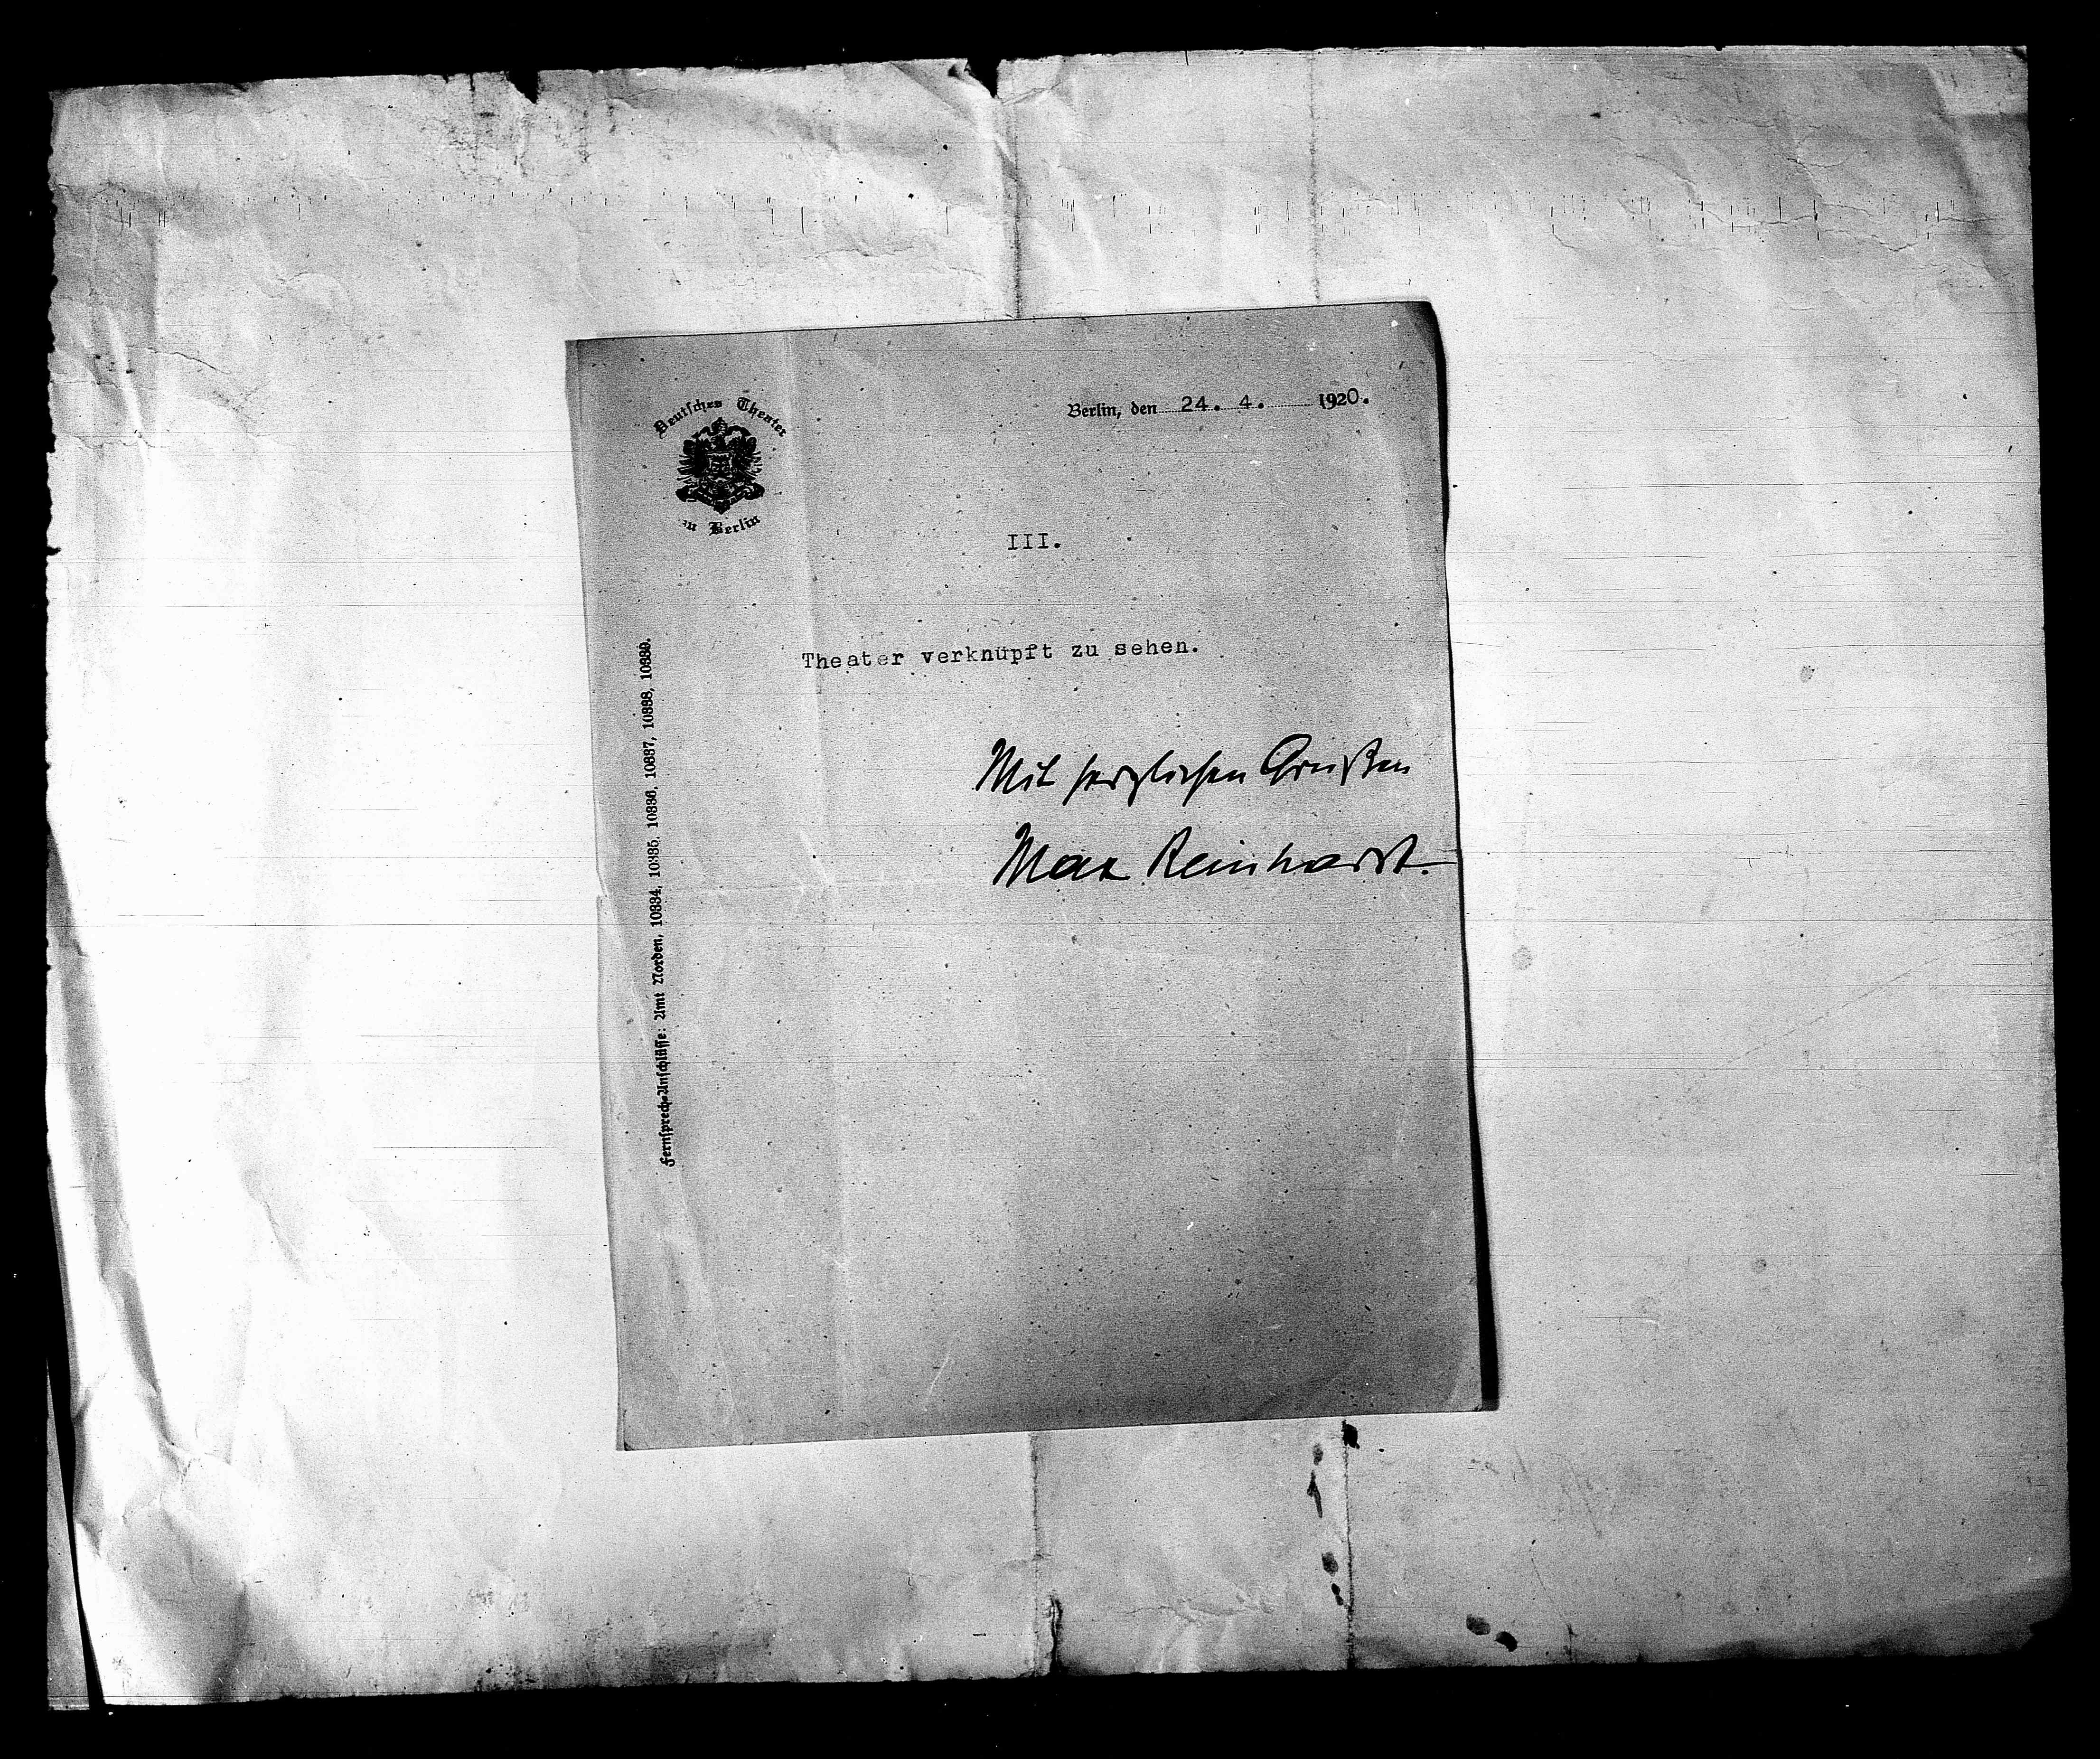 Deutsches Theater
zu Berlin
Berlin, den 24. 4. 1920.
III.
Theater verknüpft zu sehen.
Mit herzlichen Grüßen
Max Reinhardt.
Fernsprech-Anschlüsse: Amt Norden, 10884, 10885, 10886, 10887, 10888, 10889.